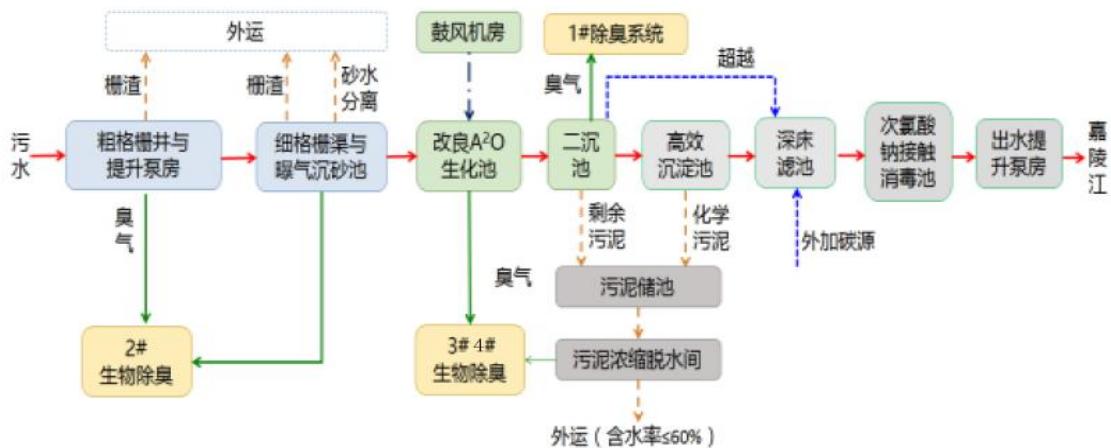 外运
鼓风机房
1#除臭系统
超越
栅渣
栅渣
砂水
分离
臭气
污
水
粗格栅井与
提升泵房
细格栅渠与
曝气沉砂池
改良A²O
生化池
二沉
池
高效
沉淀池
深床
滤池
次氯酸
钠接触
消毒池
出水提
升泵房
嘉
陵
江
臭
气
剩余
污泥
化学
污泥
外加碳源
臭气
污泥储池
2#
生物除臭
3# 4#
生物除臭
污泥浓缩脱水间
外运（含水率≤60%）